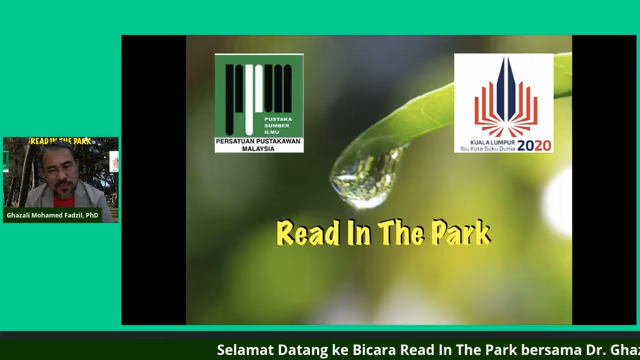 PUSTAKA
SUMBER
ILMU
PERSATUAN PUSTAKAWAN
MALAYSIA
KUALA LUMPUR
Ibu Kota Buku Dunia 2020
READ IN THE PARK
Ghazali Mohamed Fadzil, PhD
Read In The Park
Selamat Datang ke Bicara Read In The Park bersama Dr. Gha